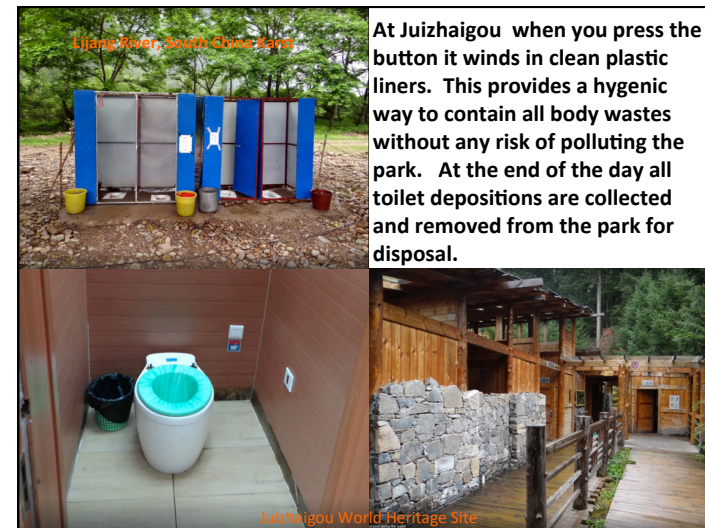 Lijang River, South China Karst
At Juizhaigou when you press the
button it winds in clean plastic
liners. This provides a hygenic
way to contain all body wastes
without any risk of polluting the
park. At the end of the day all
toilet depositions are collected
and removed from the park for
disposal.
Juizhaigou World Heritage Site